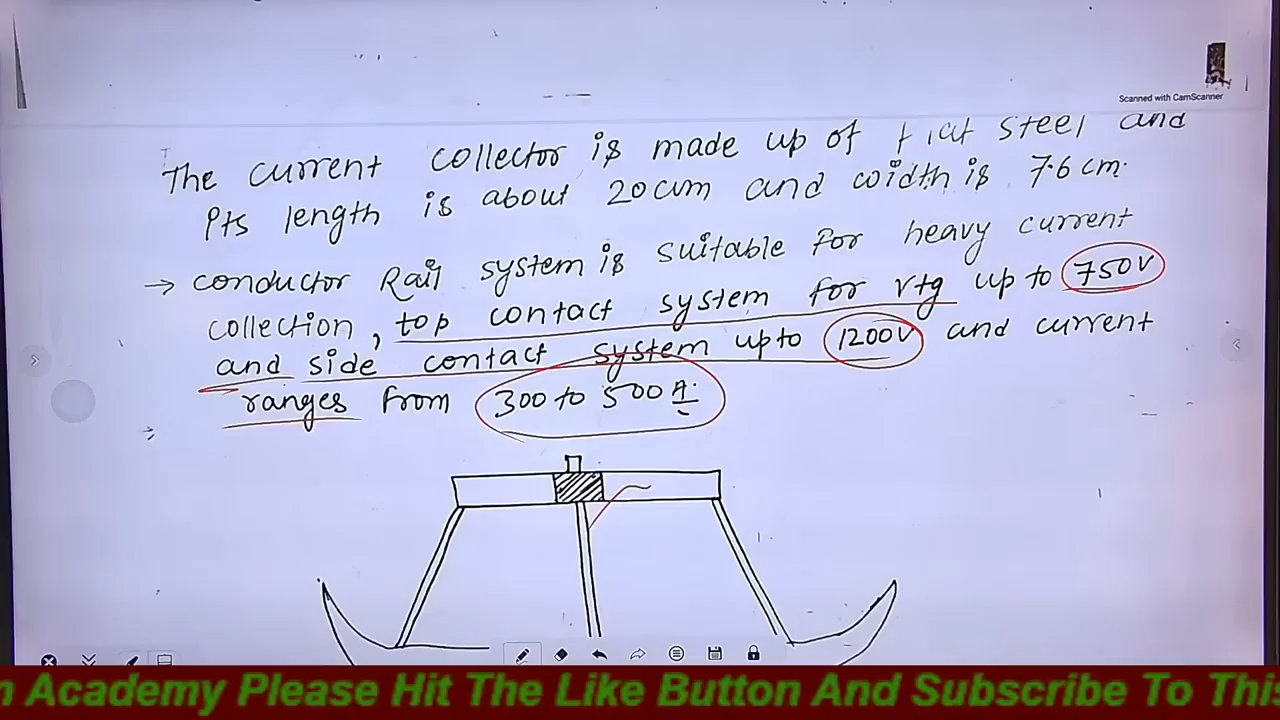 Scanned with CamScanner
The current collector is made up of flat steel and
Its length is about 20cm and width is 7.6 cm.
→ conductor Rail system is suitable for heavy current
collection, top contact system for vtg up to 750V
and side contact system upto 1200V and current
ranges from 300 to 500 A.
n Academy Please Hit The Like Button And Subscribe To This